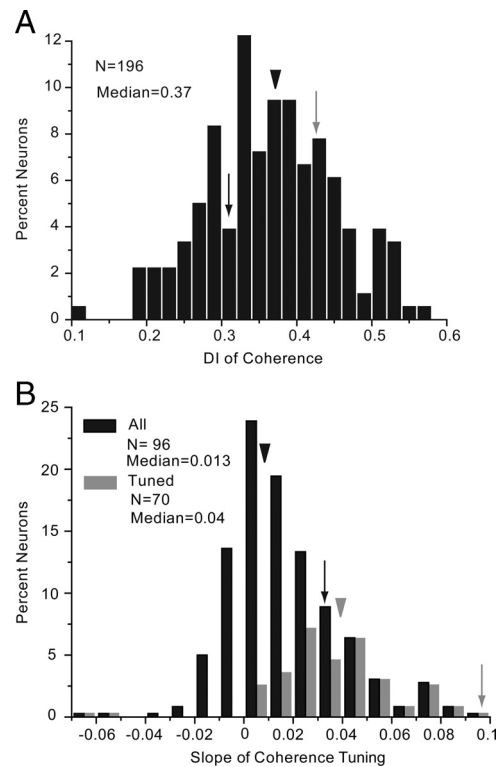 A
12
10
8
6
4
2
0
Percent Neurons
N=196
Median=0.37
0.1 0.2 0.3 0.4 0.5 0.6
DI of Coherence
B
25
20
15
10
5
0
Percent Neurons
All
N= 96
Median=0.013
Tuned
N=70
Median=0.04
-0.06 -0.04 -0.02 0 0.02 0.04 0.06 0.08 0.1
Slope of Coherence Tuning